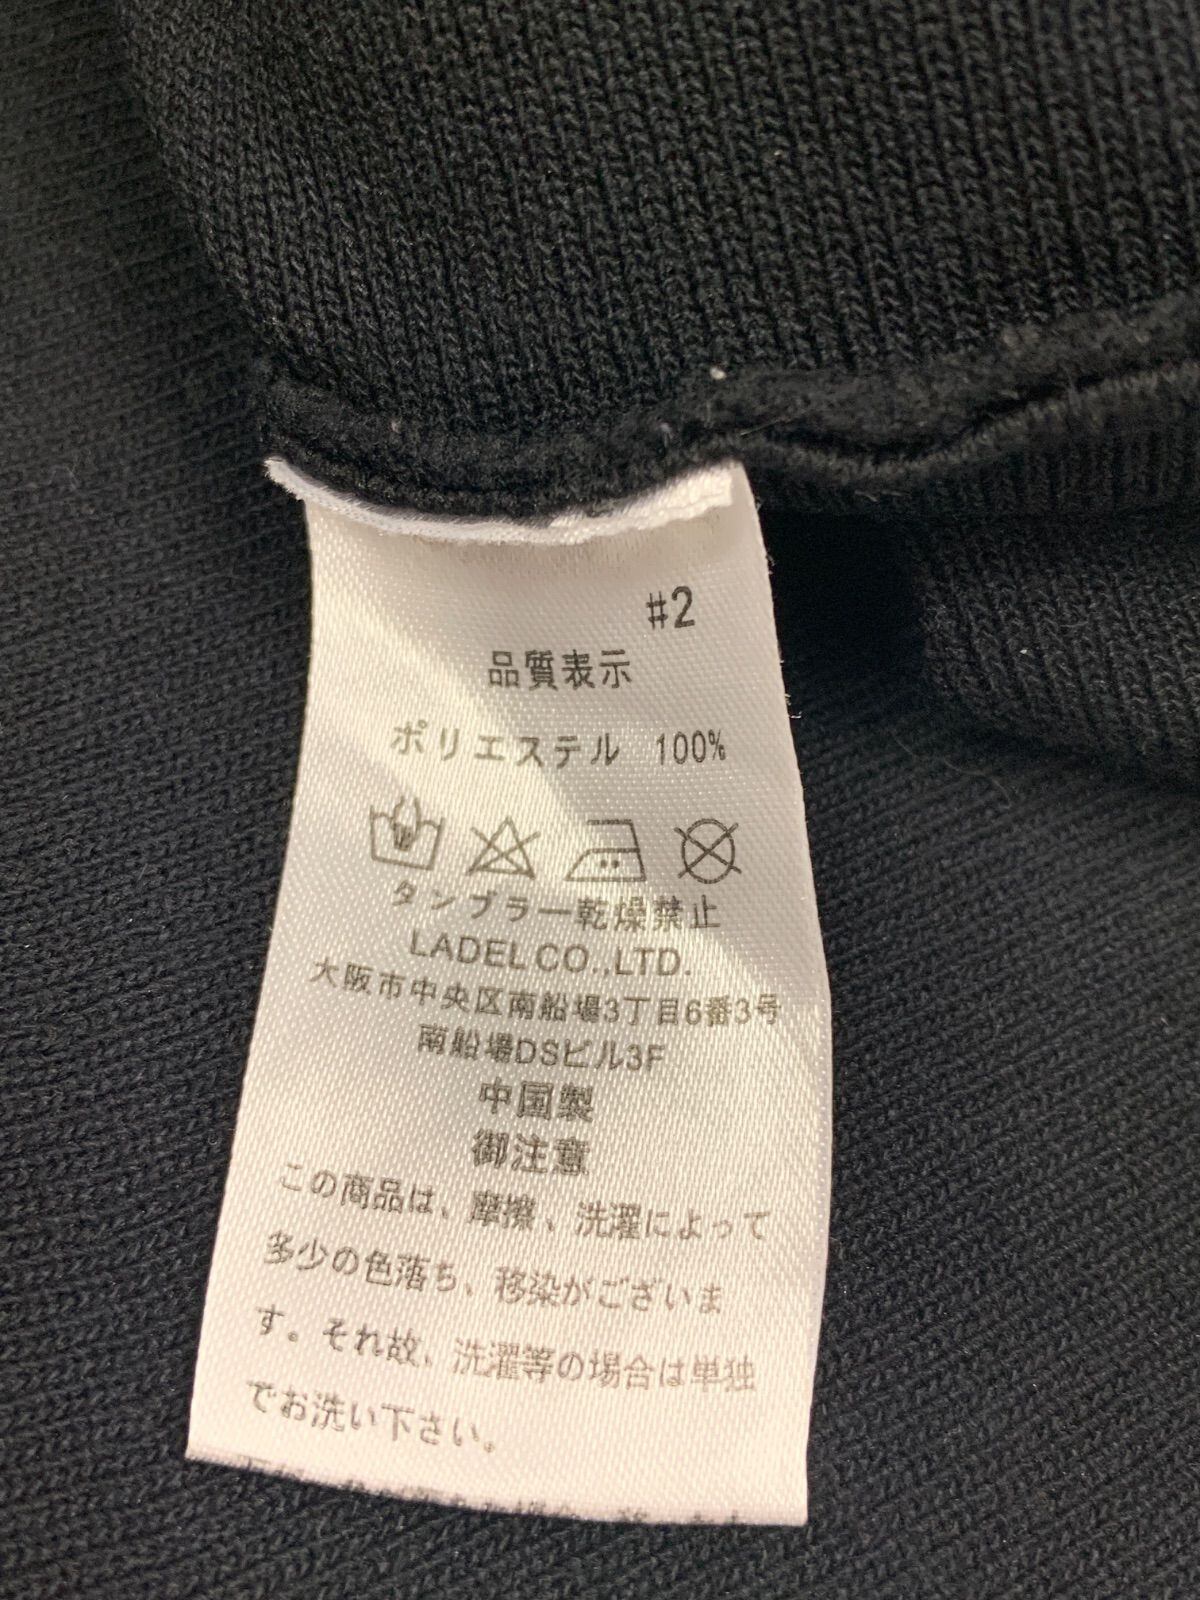 #2
品質表示
ポリエステル 100%
タンブラー乾燥禁止
LADEL CO.,LTD.
大阪市中央区南船場3丁目6番3号
南船場DSビル3F
中国製
御注意
この商品は、摩擦、洗濯によって
多少の色落ち、移染がございま
す。それ故、洗濯等の場合は単独
でお洗い下さい。